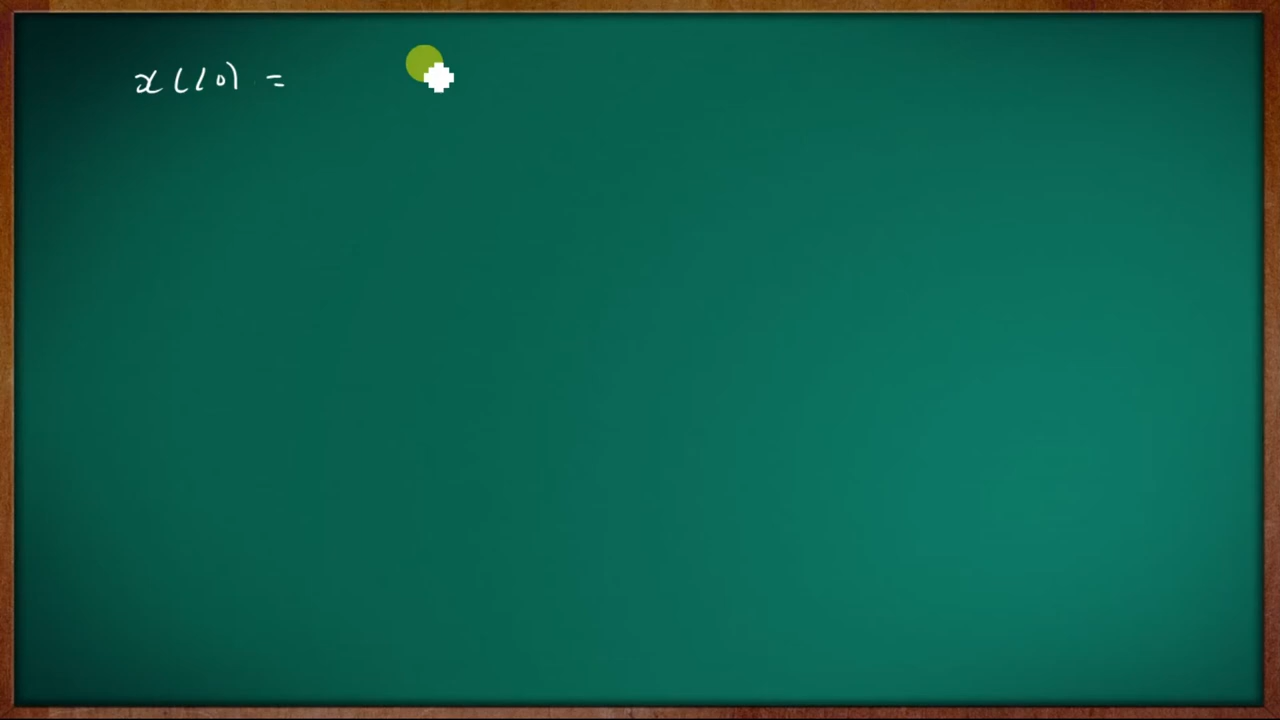 x(10) =